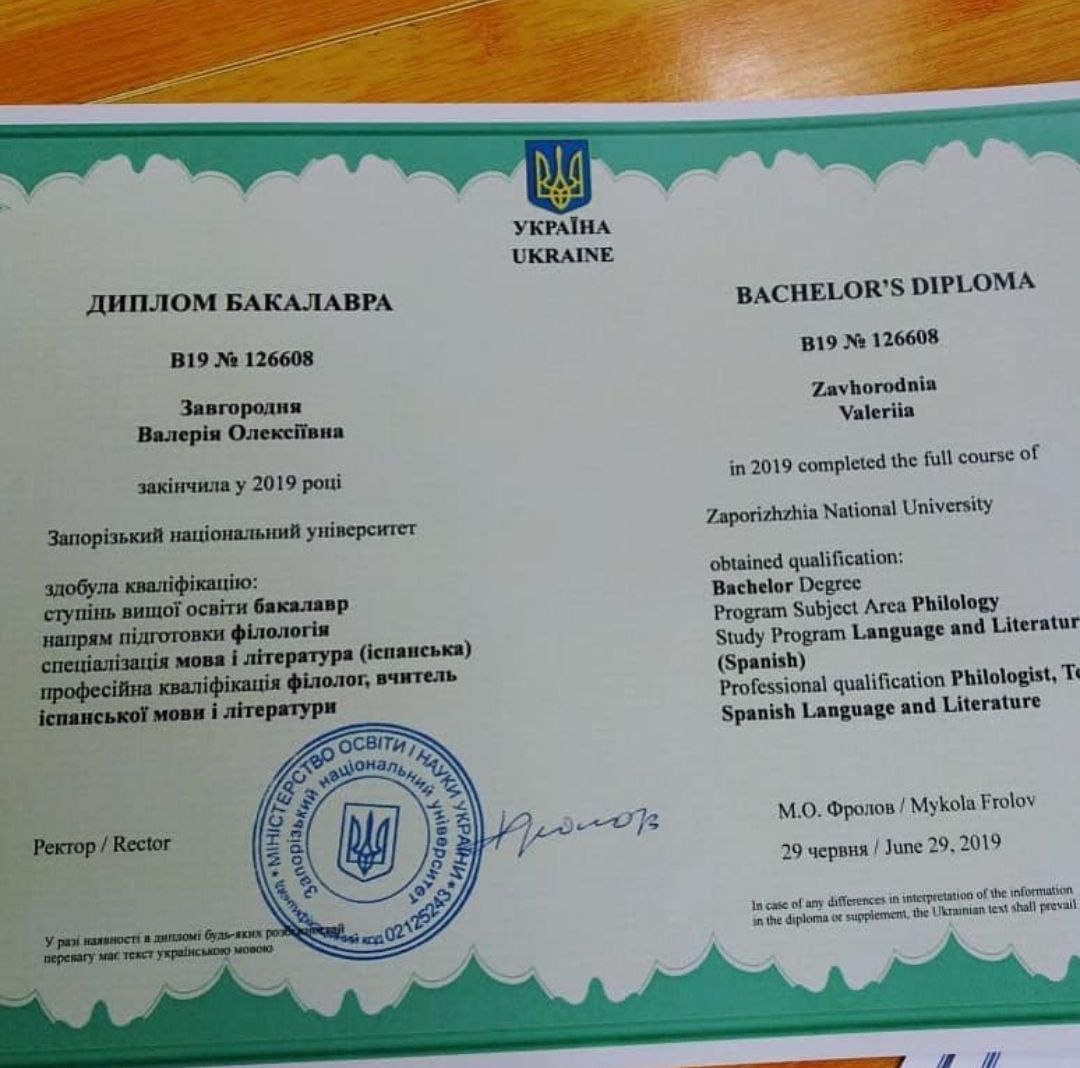 УКРАЇНА
UKRAINE
ДИПЛОМ БАКАЛАВРА
В19 № 126608
Завгородня
Валерія Олексіївна
закінчила у 2019 році
Запорізький національний університет
здобула кваліфікацію:
ступінь вищої освіти бакалавр
напрям підготовки філологія
спеціалізація мова і література (іспанська)
професійна кваліфікація філолог, вчитель
іспанської мови і літератури
Ректор / Rector
МІНІСТЕРСТВО ОСВІТИ І НАУКИ УКРАЇНИ
Запорізький національний університет
код 02125243
У разі наявності в дипломі будь-яких
перевагу має текст українською мовою
BACHELOR'S DIPLOMA
B19 № 126608
Zavhorodnia
Valeriia
in 2019 completed the full course of
Zaporizhzhia National University
obtained qualification:
Bachelor Degree
Program Subject Area Philology
Study Program Language and Literatur
(Spanish)
Professional qualification Philologist, Te
Spanish Language and Literature
М.О. Фролов / Mykola Frolov
29 червня / June 29, 2019
In case of any differences in interpretation of the information
in the diploma or supplement, the Ukrainian text shall prevail